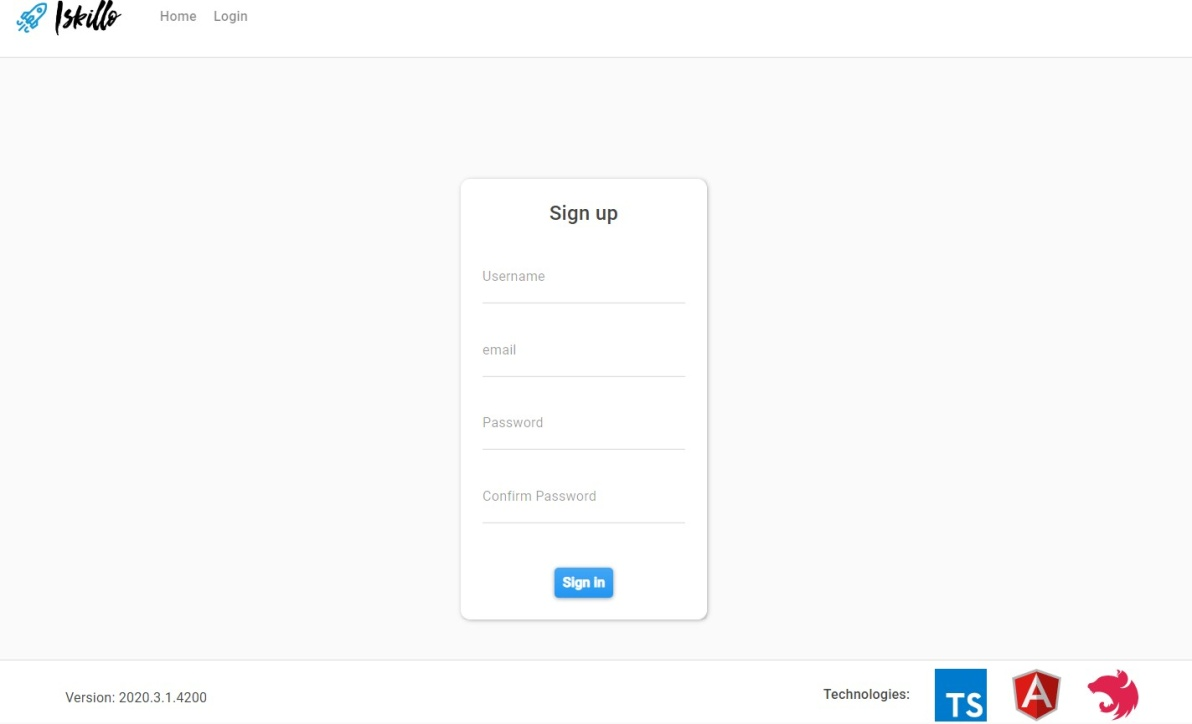 Iskillo Home Login
Sign up
Username
email
Password
Confirm Password
Sign in
Version: 2020.3.1.4200
Technologies: TS A